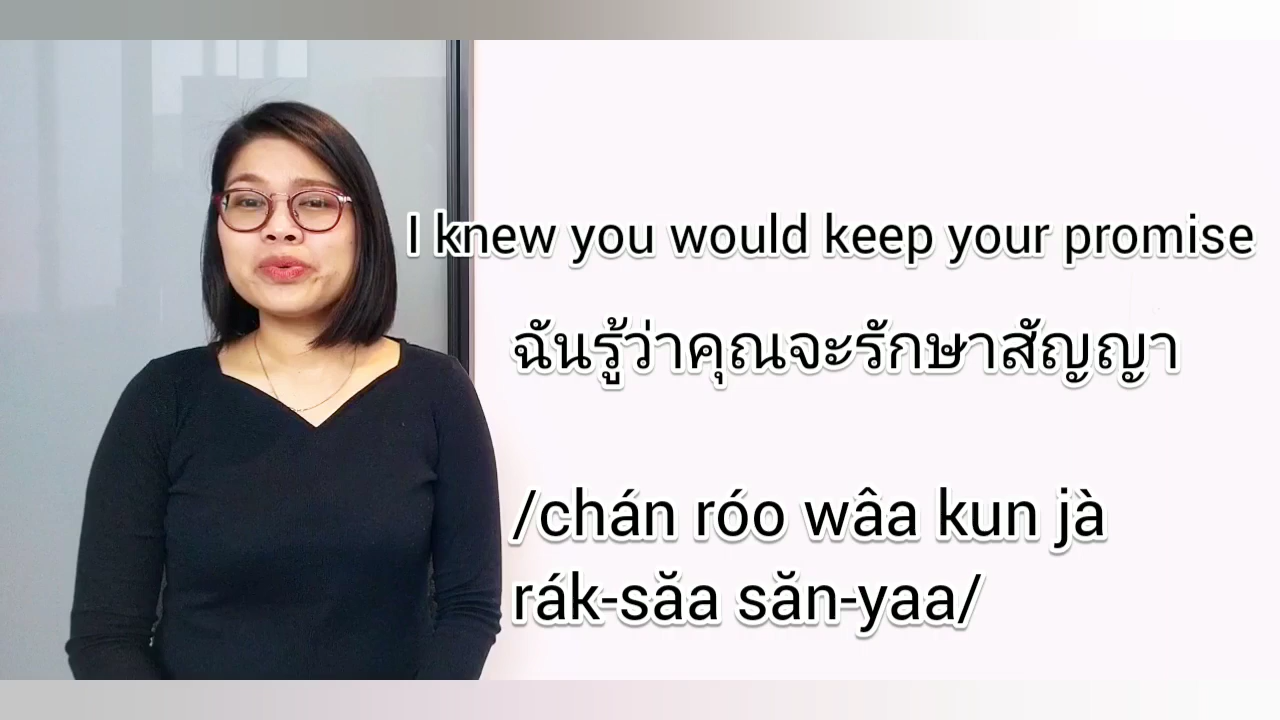 I knew you would keep your promise
ฉันรู้ว่าคุณจะรักษาสัญญา
/chán róo wâa kun jà
rák-săa săn-yaa/